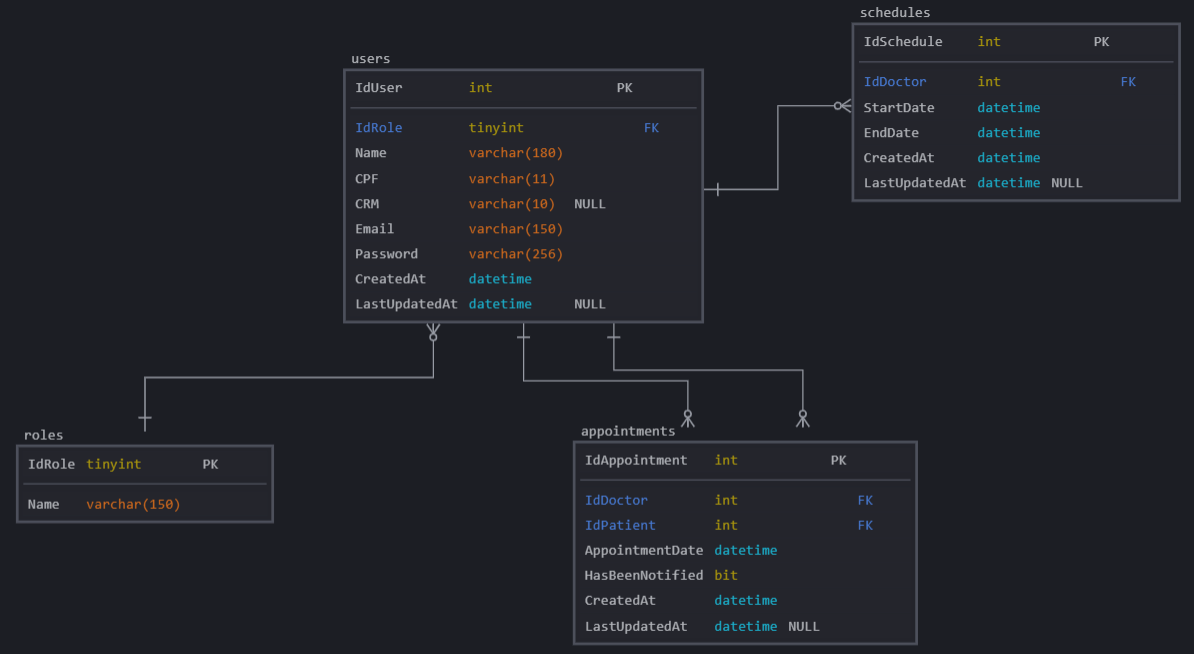 schedules
IdSchedule int PK
IdDoctor int FK
StartDate datetime
EndDate datetime
CreatedAt datetime
LastUpdatedAt datetime NULL
users
IdUser int PK
IdRole tinyint FK
Name varchar(180)
CPF varchar(11)
CRM varchar(10) NULL
Email varchar(150)
Password varchar(256)
CreatedAt datetime
LastUpdatedAt datetime NULL
roles
IdRole tinyint PK
Name varchar(150)
appointments
IdAppointment int PK
IdDoctor int FK
IdPatient int FK
AppointmentDate datetime
HasBeenNotified bit
CreatedAt datetime
LastUpdatedAt datetime NULL